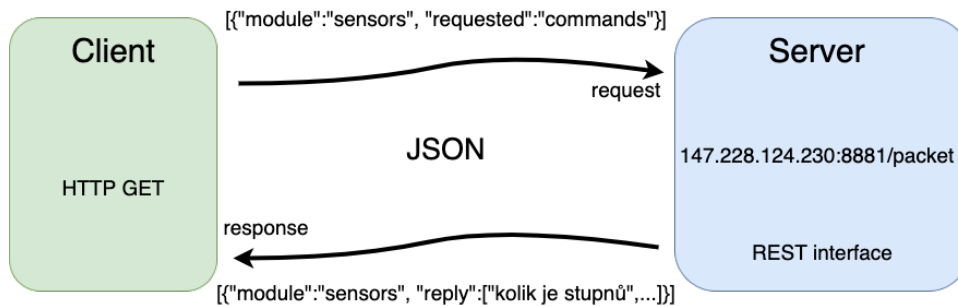 [{"module":"sensors", "requested":"commands"}]
Client
Server
request
JSON
147.228.124.230:8881/packet
HTTP GET
response
REST interface
[{"module":"sensors", "reply":["kolik je stupnů",...]}]